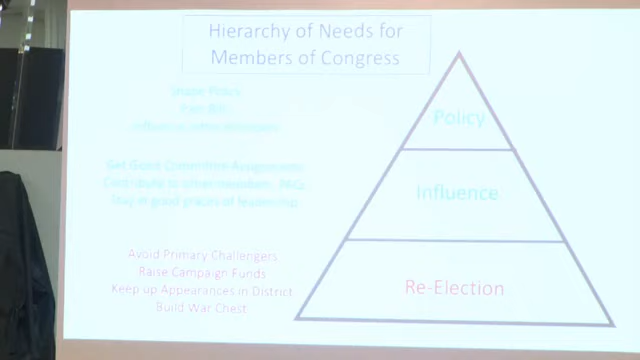 Hierarchy of Needs for
Members of Congress
Shape Policy
Pass Bills
Influence other members
Get Good Committee Assignments
Contribute to other members, PACs
Stay in good graces of leadership
Avoid Primary Challengers
Raise Campaign Funds
Keep up Appearances in District
Build War Chest
Policy
Influence
Re-Election